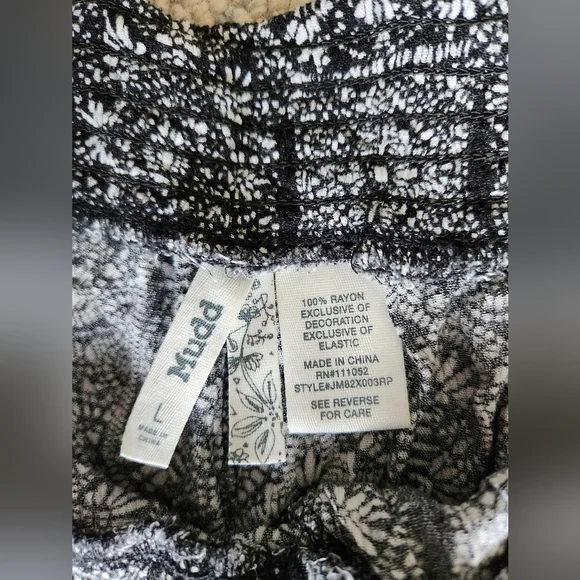 Mudd
L
MADE IN
CHINA
100% RAYON
EXCLUSIVE OF
DECORATION
EXCLUSIVE OF
ELASTIC
MADE IN CHINA
RN#111052
STYLE#JM82X003RP
SEE REVERSE
FOR CARE